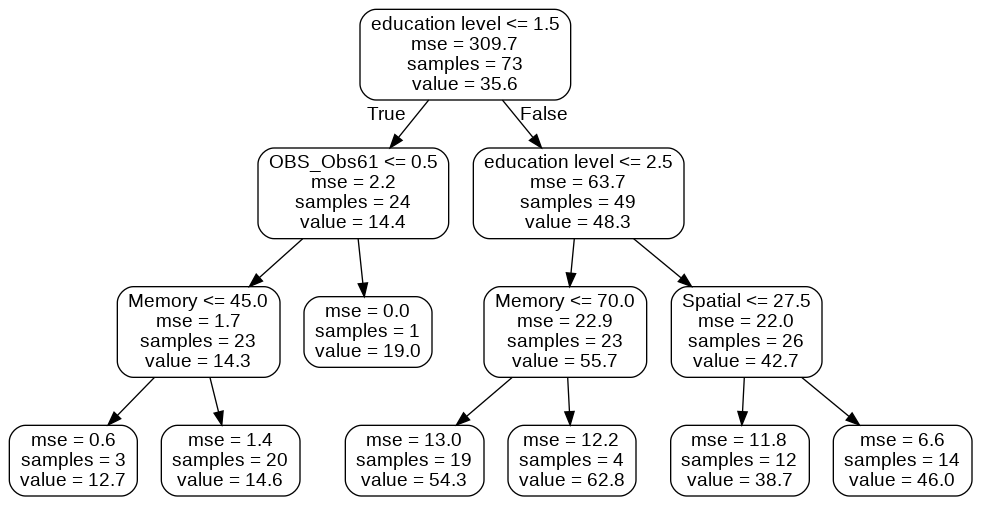 education level <= 1.5
mse = 309.7
samples = 73
value = 35.6
True
False
OBS_Obs61 <= 0.5
mse = 2.2
samples = 24
value = 14.4
education level <= 2.5
mse = 63.7
samples = 49
value = 48.3
Memory <= 45.0
mse = 1.7
samples = 23
value = 14.3
mse = 0.0
samples = 1
value = 19.0
Memory <= 70.0
mse = 22.9
samples = 23
value = 55.7
Spatial <= 27.5
mse = 22.0
samples = 26
value = 42.7
mse = 0.6
samples = 3
value = 12.7
mse = 1.4
samples = 20
value = 14.6
mse = 13.0
samples = 19
value = 54.3
mse = 12.2
samples = 4
value = 62.8
mse = 11.8
samples = 12
value = 38.7
mse = 6.6
samples = 14
value = 46.0